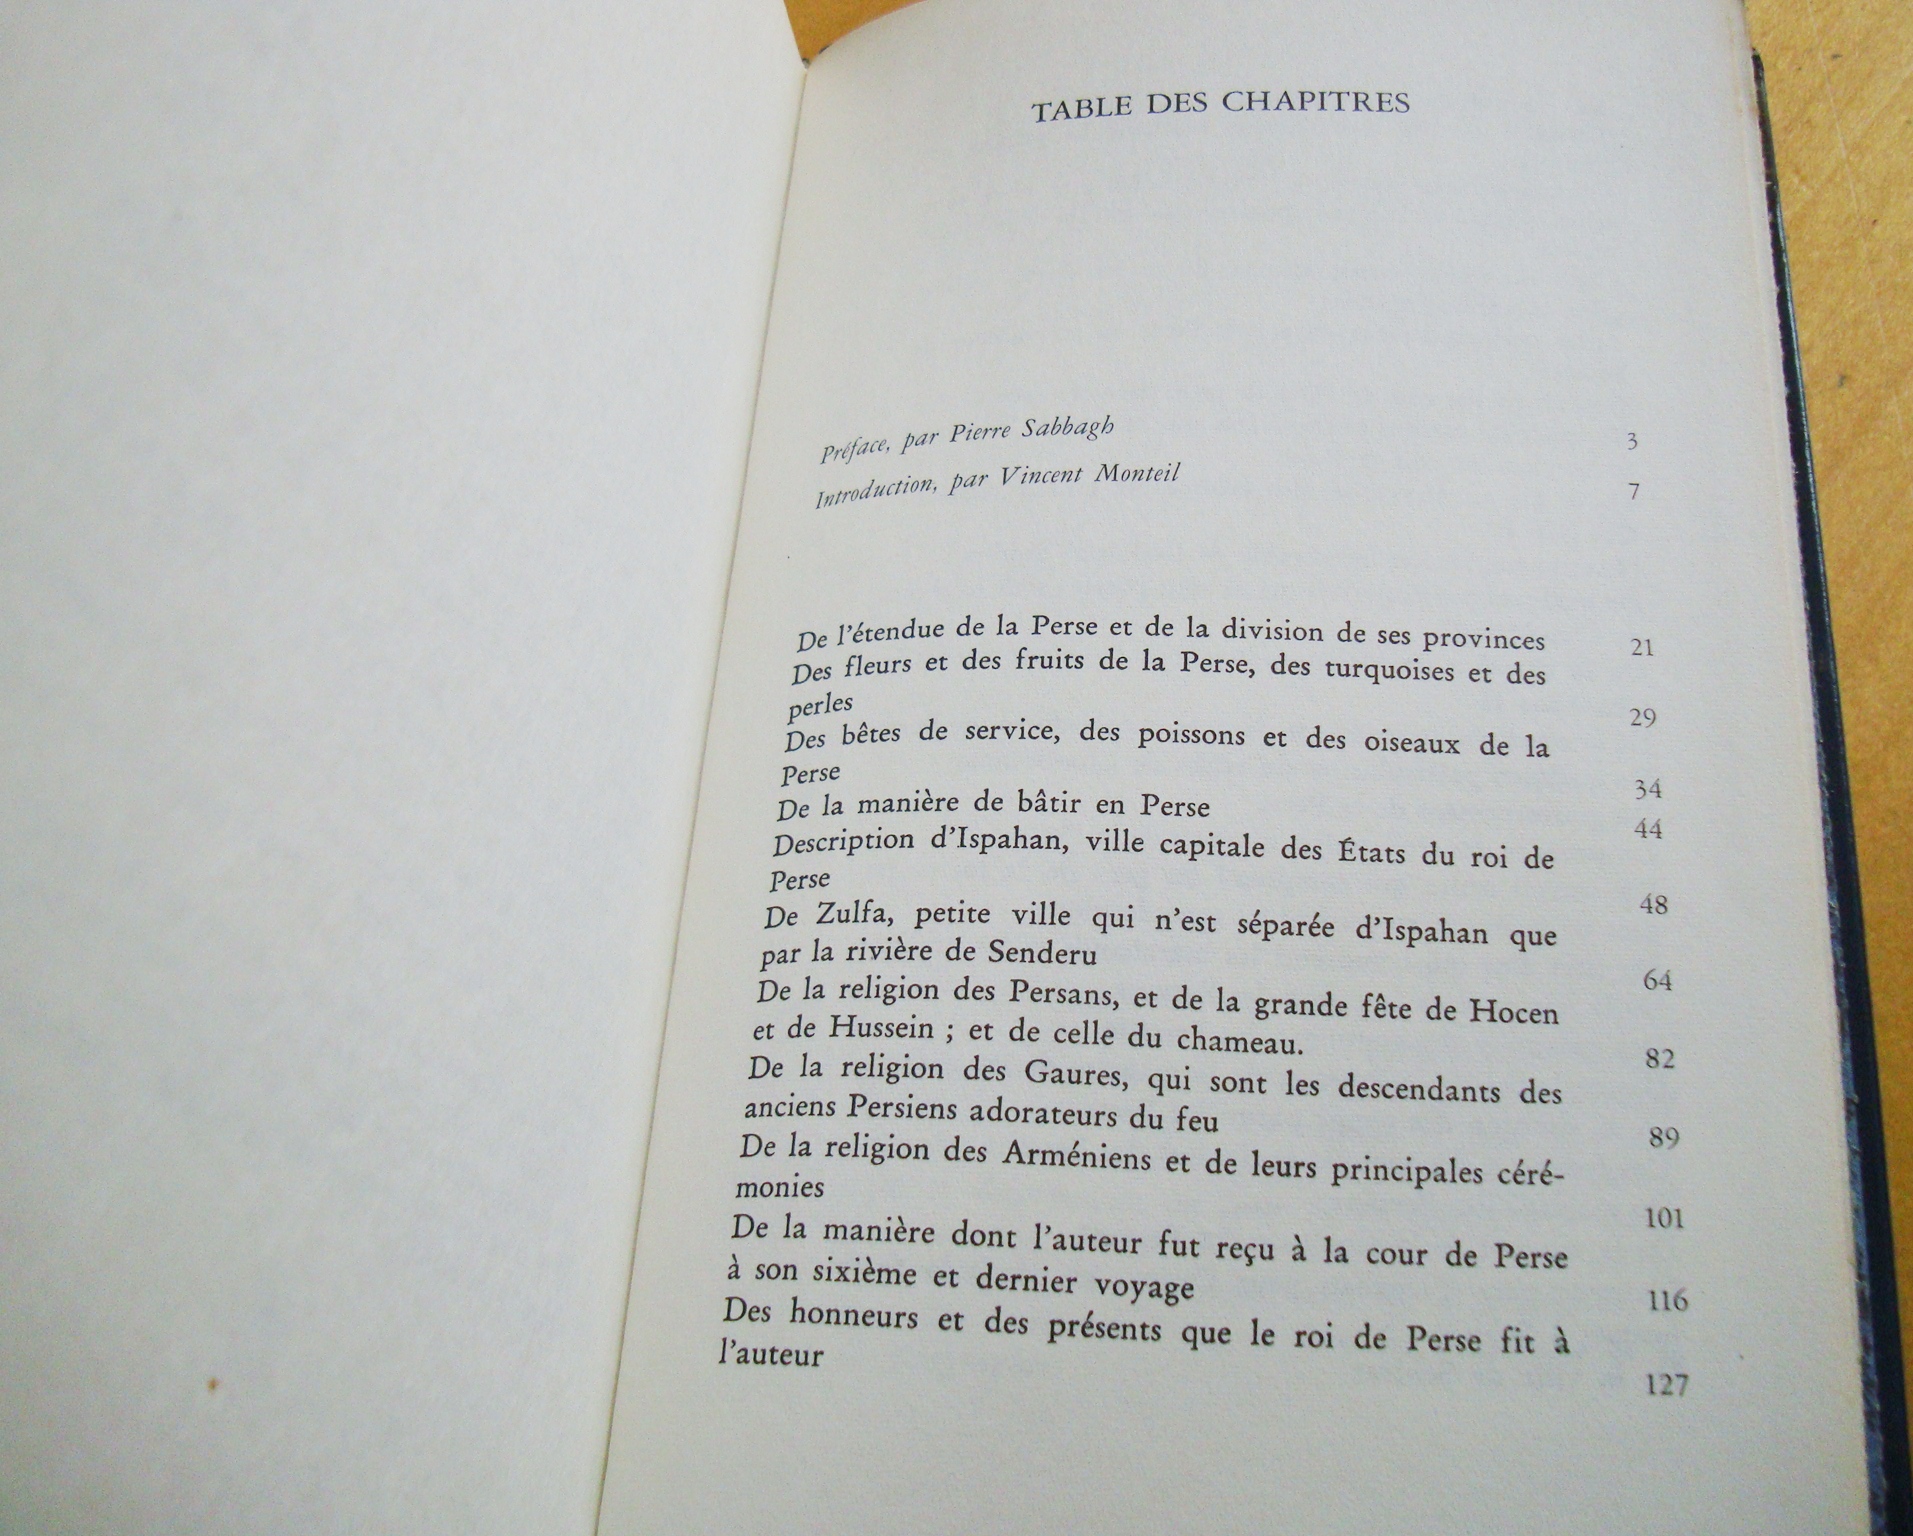 TABLE DES CHAPITRES
Préface, par Pierre Sabbagh 3
Introduction, par Vincent Monteil 7
De l'étendue de la Perse et de la division de ses provinces 21
Des fleurs et des fruits de la Perse, des turquoises et des
perles 29
Des bêtes de service, des poissons et des oiseaux de la
Perse 34
De la manière de bâtir en Perse 44
Description d'Ispahan, ville capitale des États du roi de
Perse 48
De Zulfa, petite ville qui n'est séparée d'Ispahan que
par la rivière de Senderu 64
De la religion des Persans, et de la grande fête de Hocen
et de Hussein ; et de celle du chameau. 82
De la religion des Gaures, qui sont les descendants des
anciens Persiens adorateurs du feu 89
De la religion des Arméniens et de leurs principales céré-
monies 101
De la manière dont l'auteur fut reçu à la cour de Perse
à son sixième et dernier voyage 116
Des honneurs et des présents que le roi de Perse fit à
l'auteur 127